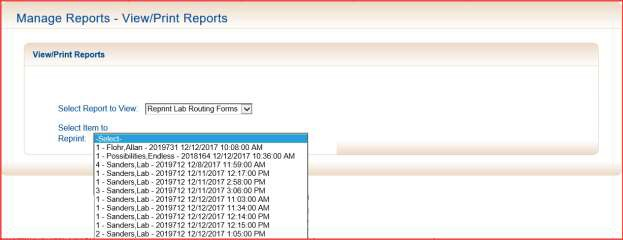 Manage Reports - View/Print Reports
View/Print Reports
Select Report to View: Reprint Lab Routing Forms
Select Item to
Reprint: -Select-
1 - Flohr,Allan - 2019731 12/12/2017 10:08:00 AM
1 - Possibilities,Endless - 2018164 12/12/2017 10:36:00 AM
4 - Sanders,Lab - 2019712 12/8/2017 11:59:00 AM
1 - Sanders,Lab - 2019712 12/11/2017 12:17:00 PM
1 - Sanders,Lab - 2019712 12/11/2017 2:58:00 PM
3 - Sanders,Lab - 2019712 12/11/2017 3:06:00 PM
1 - Sanders,Lab - 2019712 12/12/2017 11:03:00 AM
1 - Sanders,Lab - 2019712 12/12/2017 11:34:00 AM
1 - Sanders,Lab - 2019712 12/12/2017 12:14:00 PM
1 - Sanders,Lab - 2019712 12/12/2017 12:15:00 PM
2 - Sanders,Lab - 2019712 12/12/2017 1:05:00 PM